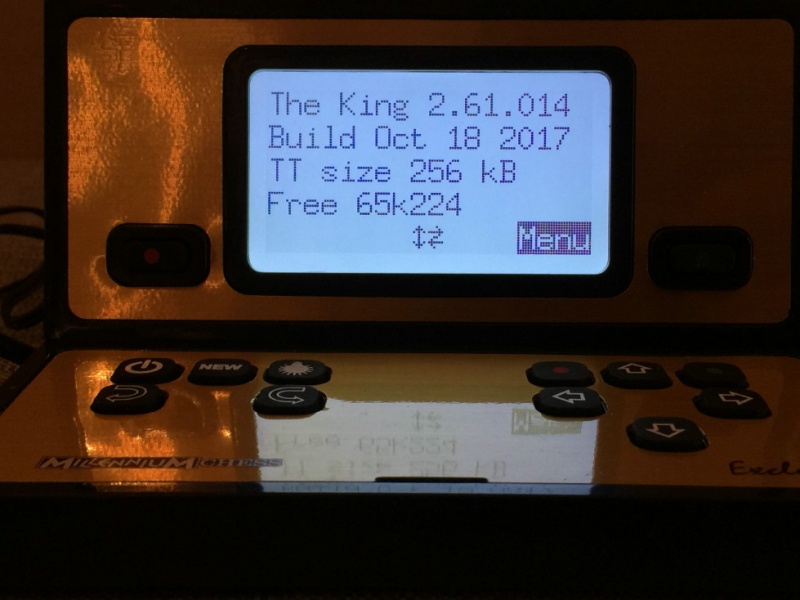 The King 2.61.014
Build Oct 18 2017
TT size 256 kB
Free 65k224
Menu
NEW
MILLENNIUM CHESS